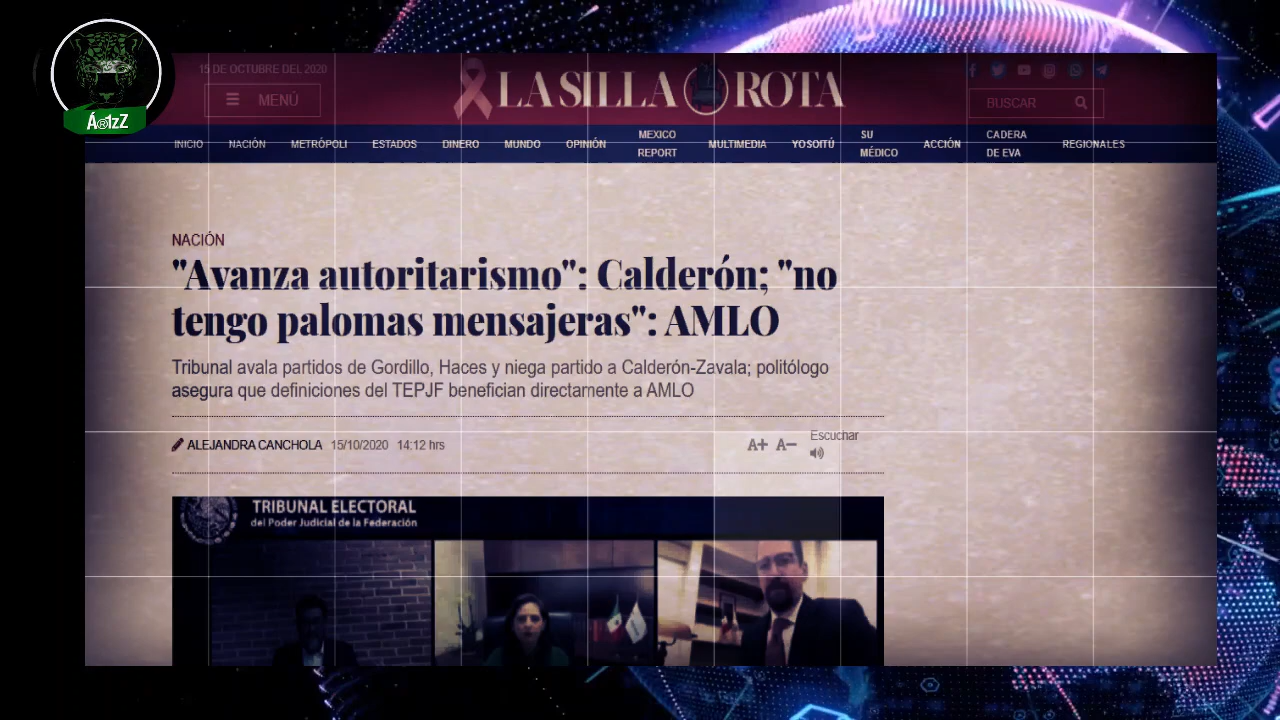 Á®1zZ
15 DE OCTUBRE DEL 2020
MENÚ
LA SILLA ROTA
BUSCAR
INICIO NACIÓN METRÓPOLI ESTADOS DINERO MUNDO OPINIÓN MEXICO REPORT MULTIMEDIA YOSOITÚ SU MÉDICO ACCIÓN CADERA DE EVA REGIONALES
NACIÓN
"Avanza autoritarismo": Calderón; "no
tengo palomas mensajeras": AMLO
Tribunal avala partidos de Gordillo, Haces y niega partido a Calderón-Zavala; politólogo
asegura que definiciones del TEPJF benefician directamente a AMLO
ALEJANDRA CANCHOLA 15/10/2020 14:12 hrs
A+ A− Escuchar
TRIBUNAL ELECTORAL
del Poder Judicial de la Federación